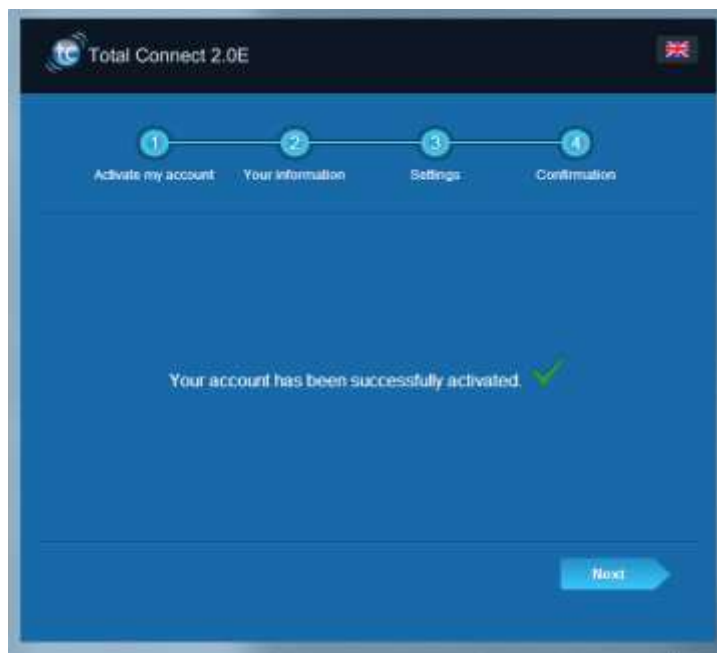 tc Total Connect 2.0E
1 2 3 4
Activate my account Your information Settings Confirmation
Your account has been successfully activated.
Next